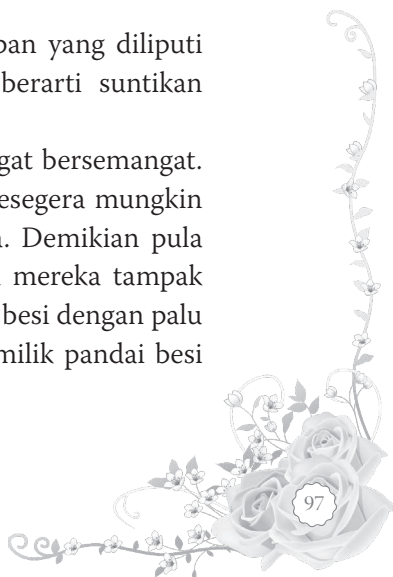 ban yang diliputi
berarti suntikan
gat bersemangat.
esegera mungkin
Demikian pula
mereka tampak
besi dengan palu
milik pandai besi
97